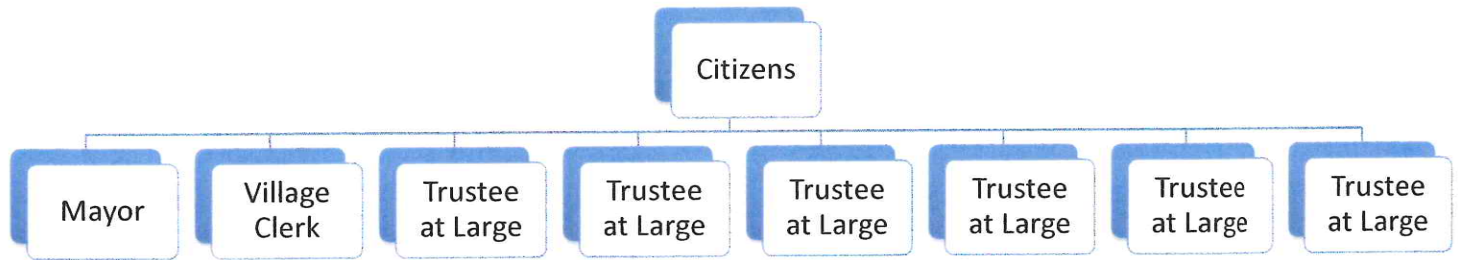 Citizens
Mayor
Village
Clerk
Trustee
at Large
Trustee
at Large
Trustee
at Large
Trustee
at Large
Trustee
at Large
Trustee
at Large